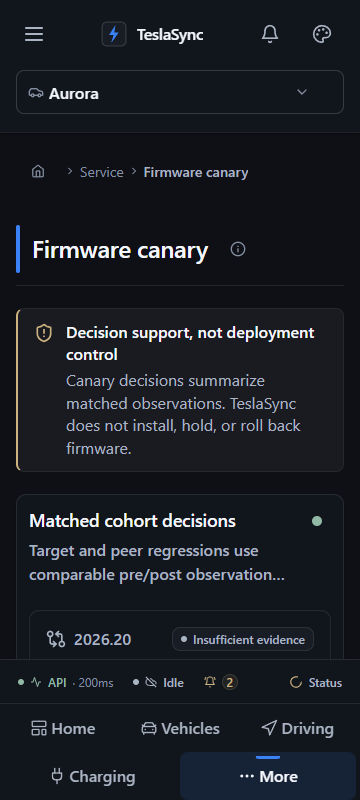 TeslaSync
Aurora
Service
Firmware canary
Firmware canary
Decision support, not deployment
control
Canary decisions summarize
matched observations. TeslaSync
does not install, hold, or roll back
firmware.
Matched cohort decisions
Target and peer regressions use
comparable pre/post observation...
2026.20
Insufficient evidence
API · 200ms
Idle
2
Status
Home
Vehicles
Driving
Charging
More